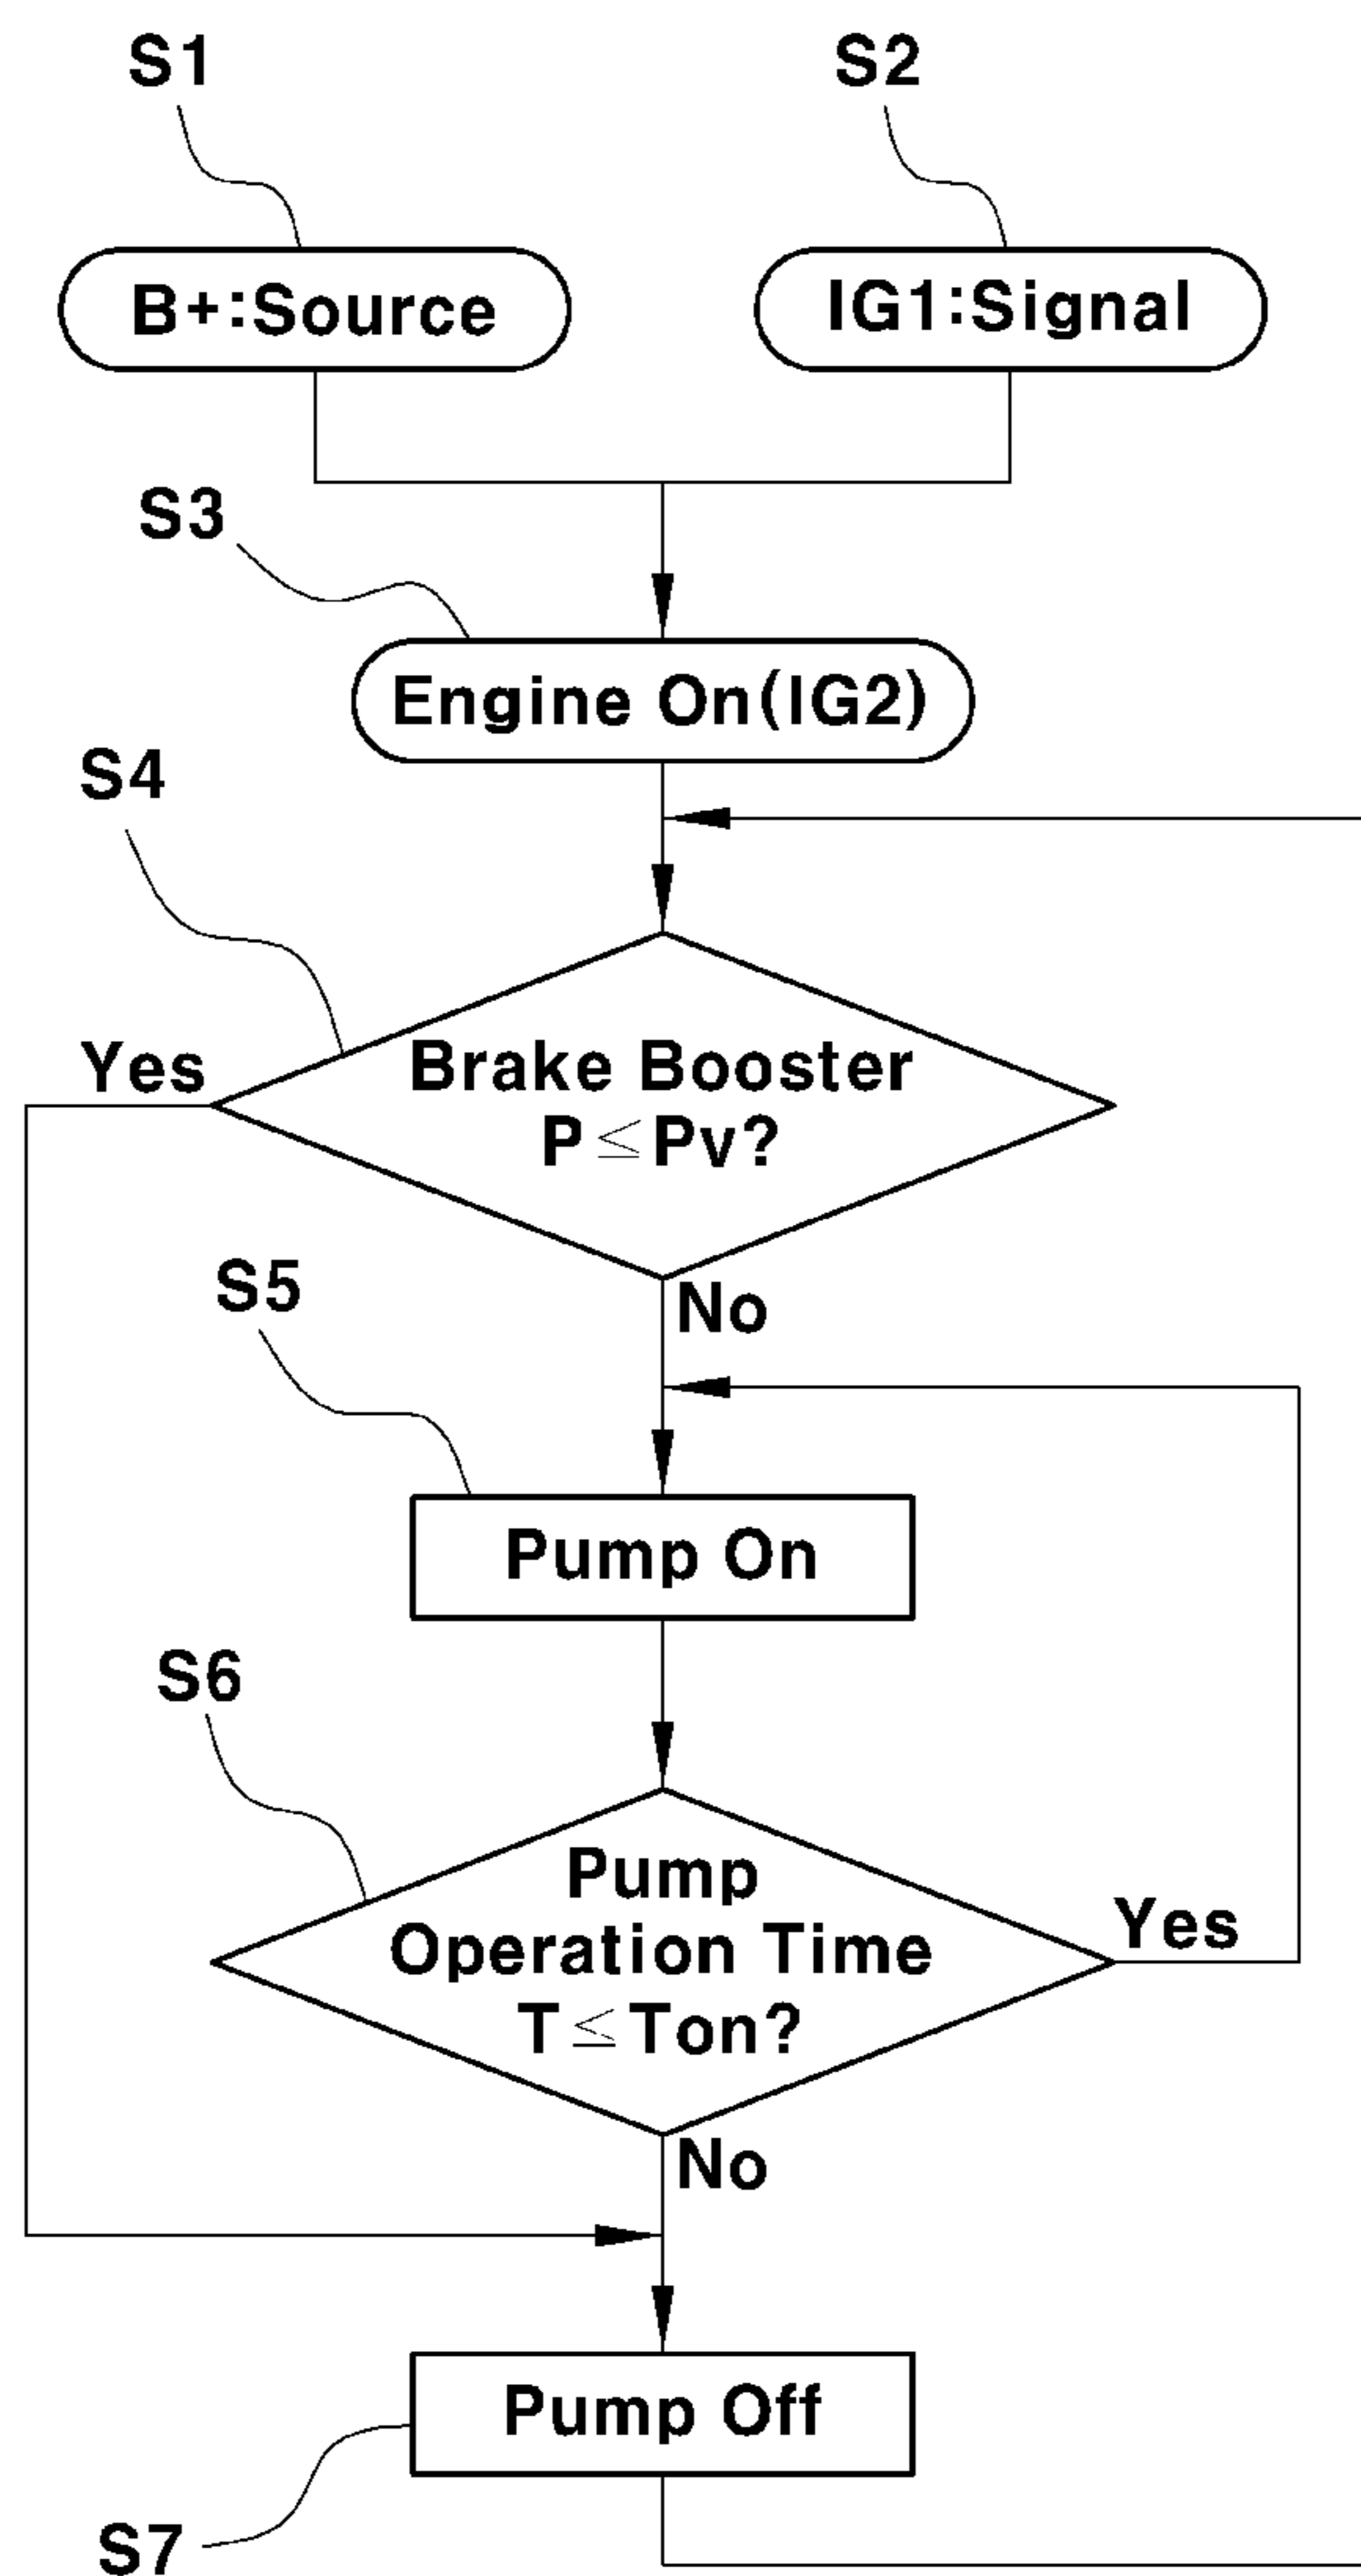 S1
S2
B+:Source
IG1:Signal
S3
Engine On(IG2)
S4
Yes
Brake Booster
P≤Pv?
No
S5
Pump On
S6
Pump
Operation Time
T≤Ton?
Yes
No
Pump Off
S7